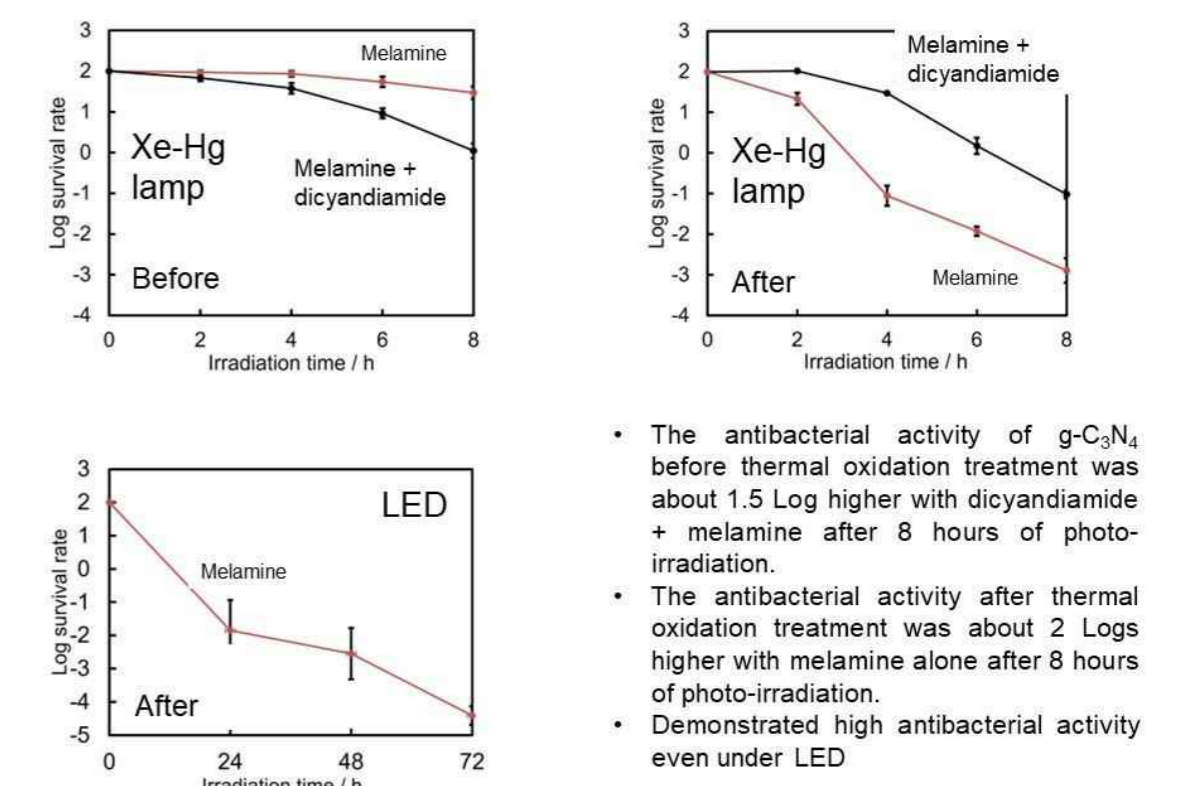 3
2
1
0
-1
-2
-3
-4
Log survival rate
Melamine
Xe-Hg
lamp
Melamine +
dicyandiamide
Before
0 2 4 6 8
Irradiation time / h
3
2
1
0
-1
-2
-3
-4
Log survival rate
Melamine +
dicyandiamide
Xe-Hg
lamp
Melamine
After
0 2 4 6 8
Irradiation time / h
3
2
1
0
-1
-2
-3
-4
-5
Log survival rate
LED
Melamine
After
0 24 48 72
Irradiation time / h
• The antibacterial activity of g-C₃N₄
before thermal oxidation treatment was
about 1.5 Log higher with dicyandiamide
+ melamine after 8 hours of photo-
irradiation.
• The antibacterial activity after thermal
oxidation treatment was about 2 Logs
higher with melamine alone after 8 hours
of photo-irradiation.
• Demonstrated high antibacterial activity
even under LED